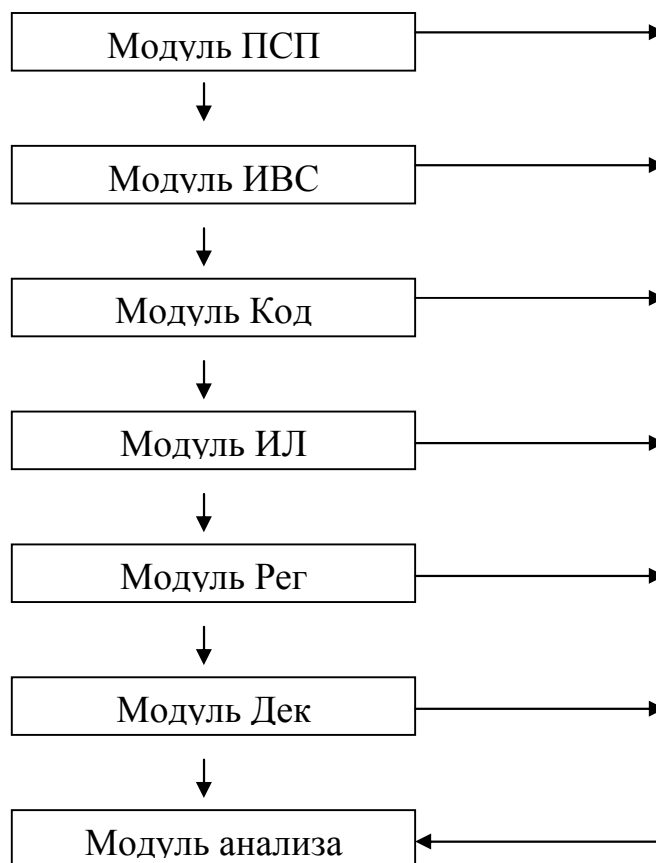 Модуль ПСП
Модуль ИВС
Модуль Код
Модуль ИЛ
Модуль Рег
Модуль Дек
Модуль анализа